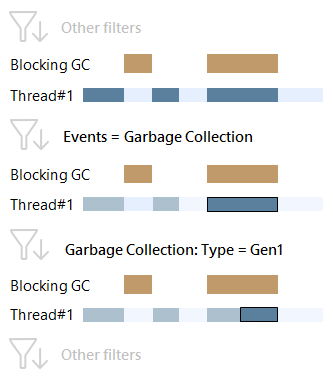 Other filters
Blocking GC
Thread#1
Events = Garbage Collection
Blocking GC
Thread#1
Garbage Collection: Type = Gen1
Blocking GC
Thread#1
Other filters